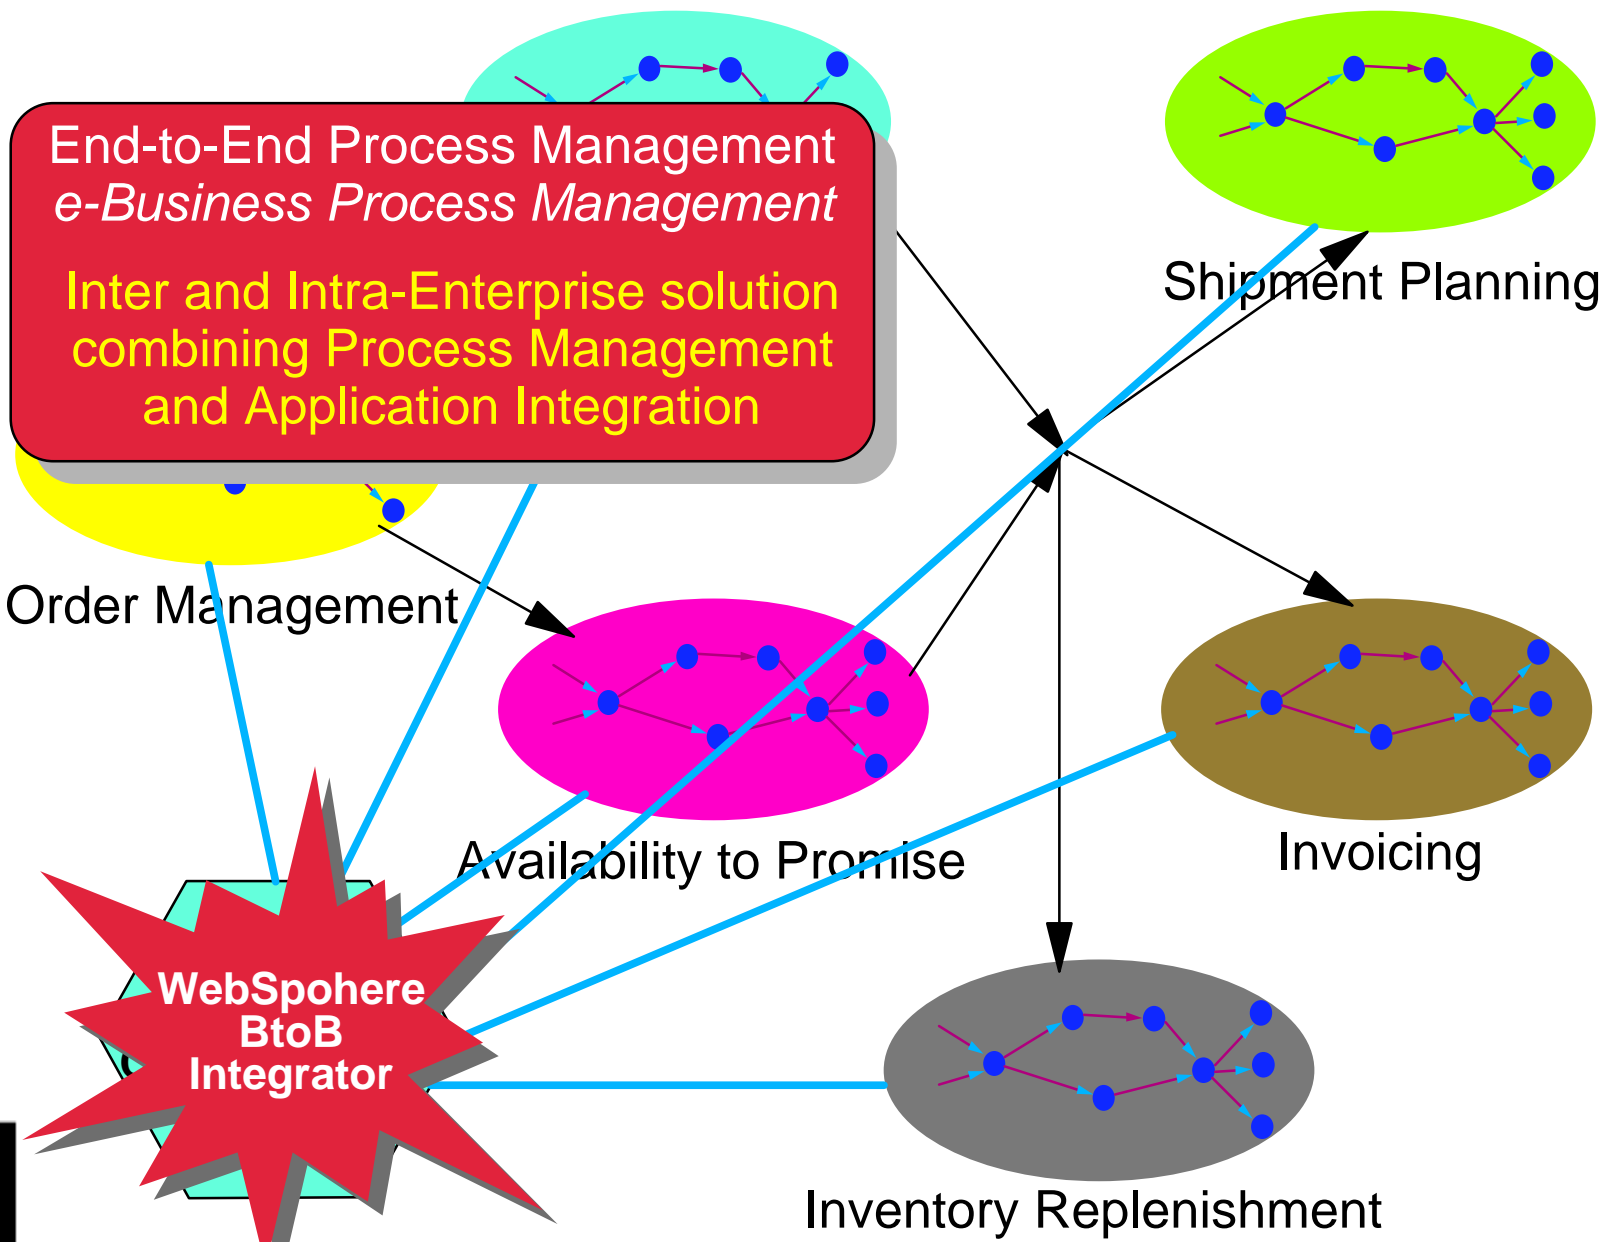 End-to-End Process Management
e-Business Process Management
Inter and Intra-Enterprise solution
combining Process Management
and Application Integration
Shipment Planning
Order Management
Availability to Promise
Invoicing
WebSpohere
BtoB
Integrator
Inventory Replenishment